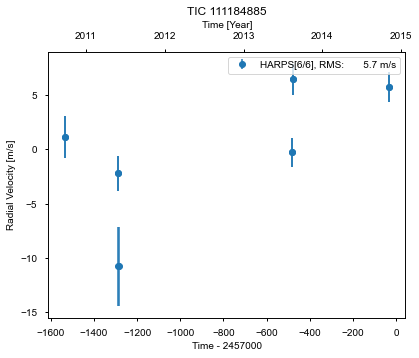 TIC 111184885
Time [Year]
2011 2012 2013 2014 2015
HARPS[6/6], RMS: 5.7 m/s
5
0
−5
−10
−15
Radial Velocity [m/s]
−1600 −1400 −1200 −1000 −800 −600 −400 −200 0
Time - 2457000